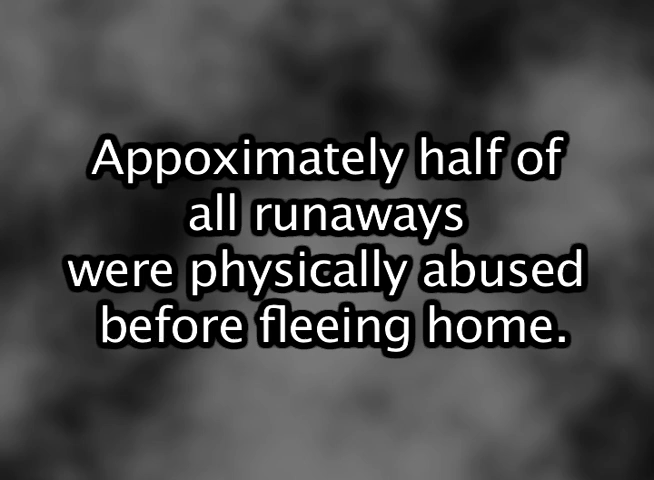 Appoximately half of
all runaways
were physically abused
before fleeing home.